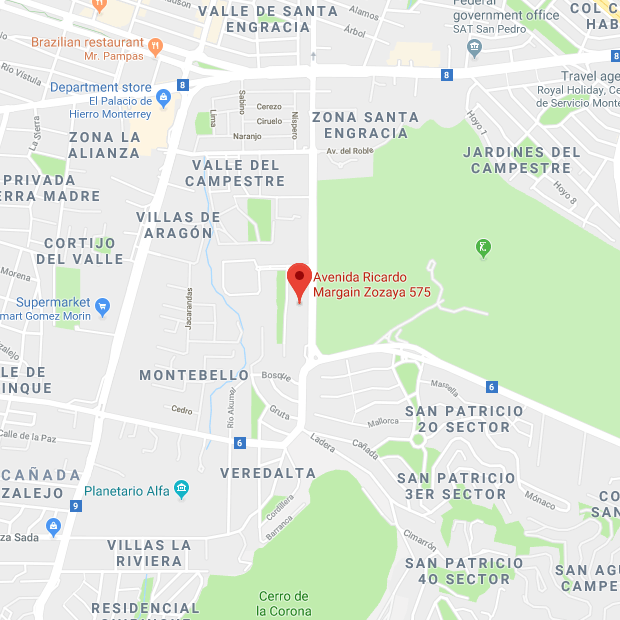 VALLE DE SANTA
ENGRACIA
Federal
government office
SAT San Pedro
COL C
HAB
Brazilian restaurant
Mr. Pampas
Alzomas
Árbol
Río Vistula
8
8
8
Department store
El Palacio de
Hierro Monterrey
Travel age
Royal Holiday, Ce
de Servicio Monte
La Sierra
Lima
Sabino
Cerezo
Ciruelo
Naranjo
Níspero
ZONA SANTA
ENGRACIA
Hoyo 1
ZONA LA
ALIANZA
Av. del Roble
JARDINES DEL
CAMPESTRE
Hoyo 8
VALLE DEL
CAMPESTRE
PRIVADA
ERRA MADRE
VILLAS DE
ARAGÓN
CORTIJO
DEL VALLE
Morena
Supermarket
mart Gomez Morin
Jacarandas
Avenida Ricardo
Margain Zozaya 575
zalejo
LE DE
INQUE
MONTEBELLO
Bosque
Cedro
Río Akume
Gruta
6
6
Marsella
SAN PATRICIO
2O SECTOR
Mallorca
Calle de la Paz
Ladera
Cañada
CAÑADA
ZALEJO
VEREDALTA
Planetario Alfa
9
SAN PATRICIO
3ER SECTOR
Mónaco
CO
SAN
Cordillera
Barranca
za Sada
Cimarrón
VILLAS LA
RIVIERA
SAN PATRICIO
4O SECTOR
SAN AGU
CAMPE
Cerro de
la Corona
RESIDENCIAL
CHIPINQUE